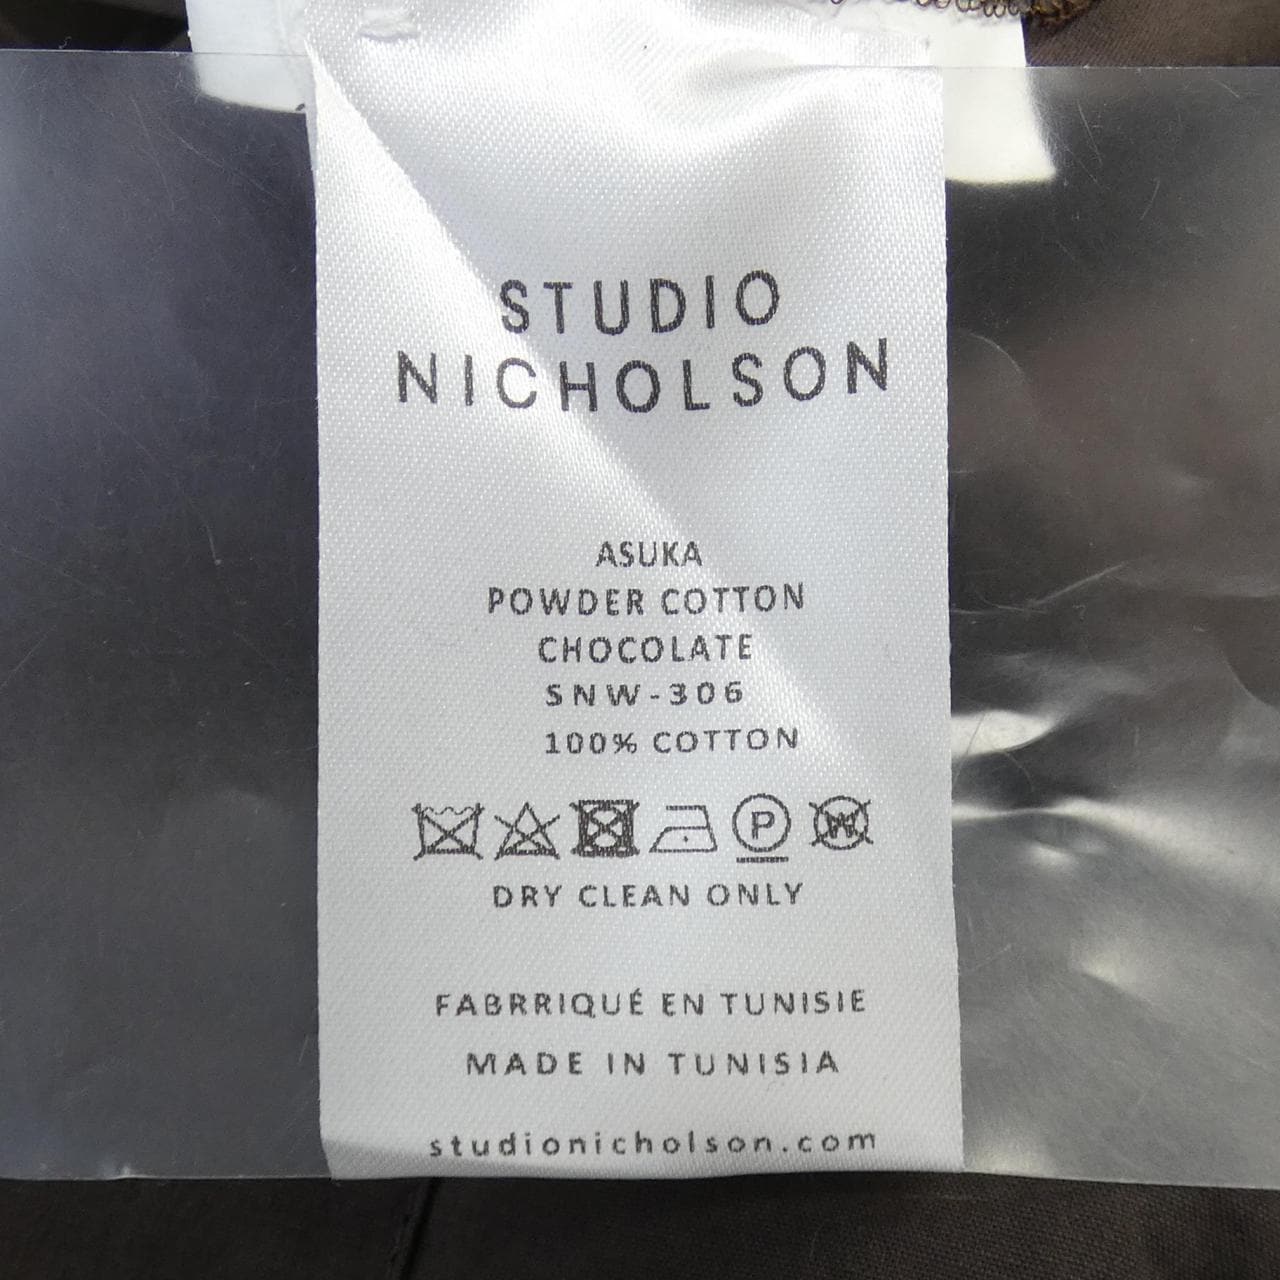 STUDIO
NICHOLSON
ASUKA
POWDER COTTON
CHOCOLATE
SNW-306
100% COTTON
P W
DRY CLEAN ONLY
FABRRIQUÉ EN TUNISIE
MADE IN TUNISIA
studionicholson.com